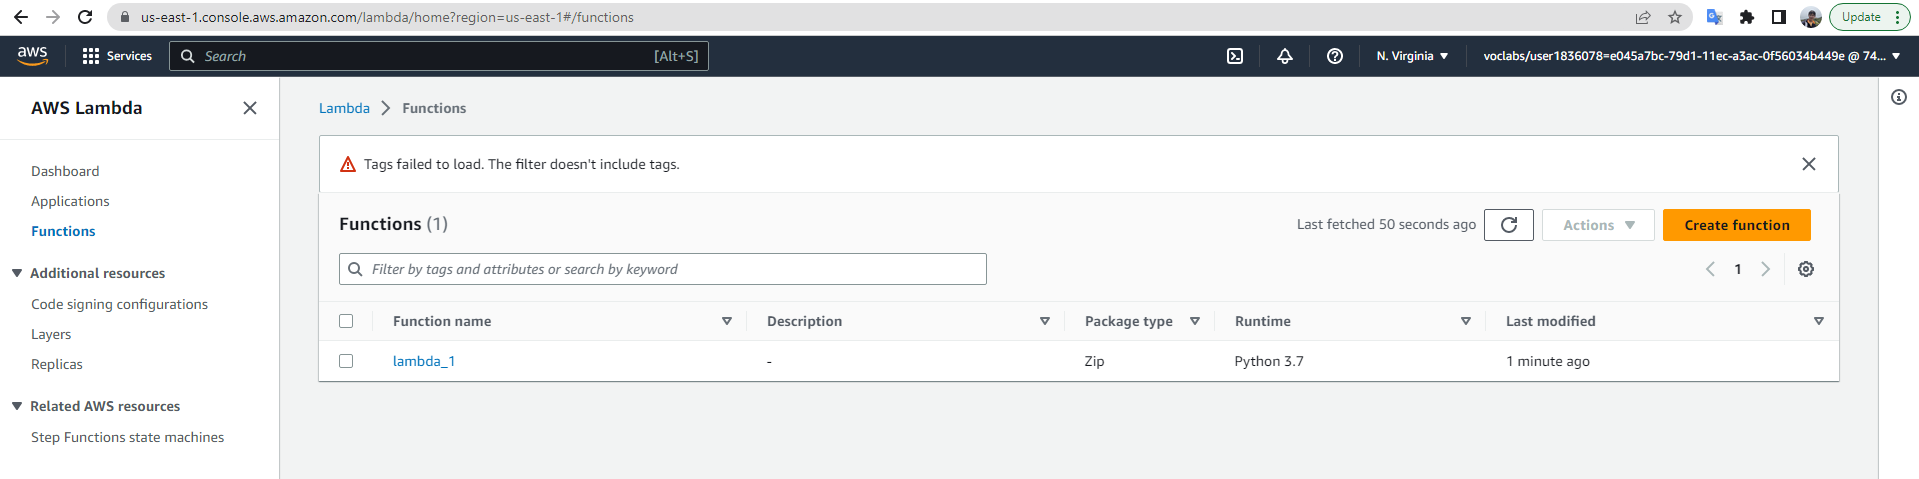 us-east-1.console.aws.amazon.com/lambda/home?region=us-east-1#/functions
Update
aws
Services
Search
[Alt+S]
N. Virginia
voclabs/user1836078=e045a7bc-79d1-11ec-a3ac-0f56034b449e @ 74...
AWS Lambda
Dashboard
Applications
Functions
Additional resources
Code signing configurations
Layers
Replicas
Related AWS resources
Step Functions state machines
Lambda
Functions
Tags failed to load. The filter doesn't include tags.
Functions (1)
Last fetched 50 seconds ago
Actions
Create function
Filter by tags and attributes or search by keyword
1
Function name
Description
Package type
Runtime
Last modified
lambda_1
-
Zip
Python 3.7
1 minute ago